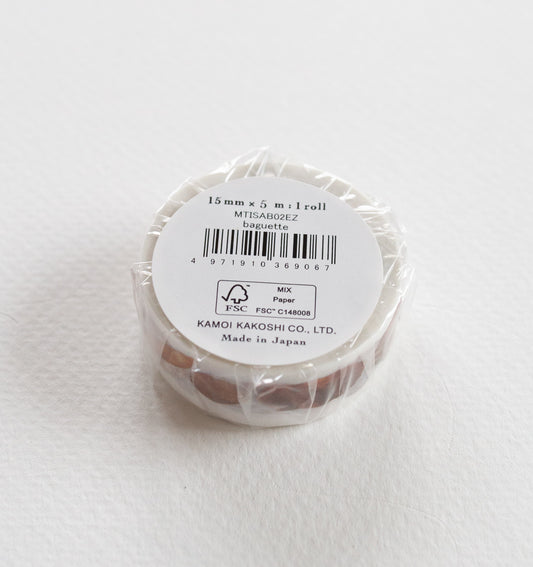 15mm × 5 m : 1 roll
MTISAB02EZ
baguette
4 971910 369067
MIX
Paper
FSC
FSC™ C148008
KAMOI KAKOSHI CO., LTD.
Made in Japan